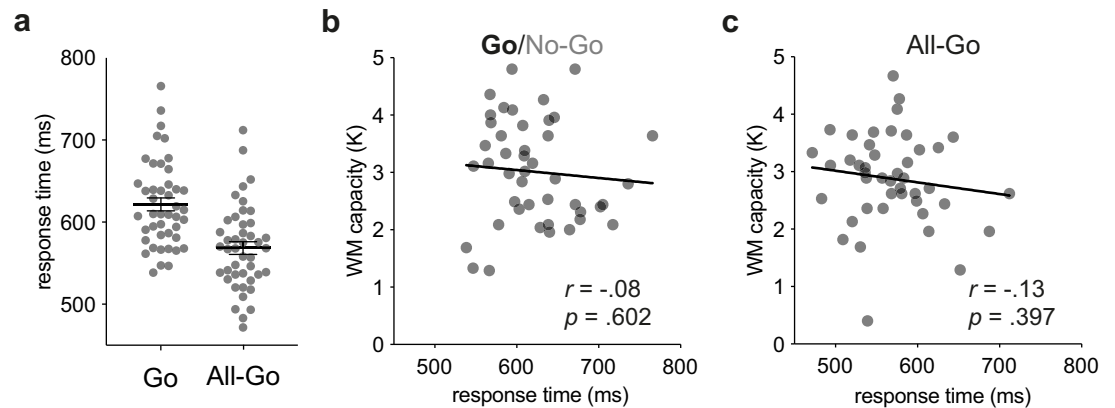 a
800
700
600
500
response time (ms)
Go
All-Go
b
Go/No-Go
5
4
3
2
1
0
WM capacity (K)
r = -.08
p = .602
500
600
700
800
response time (ms)
c
All-Go
5
4
3
2
1
0
WM capacity (K)
r = -.13
p = .397
500
600
700
800
response time (ms)